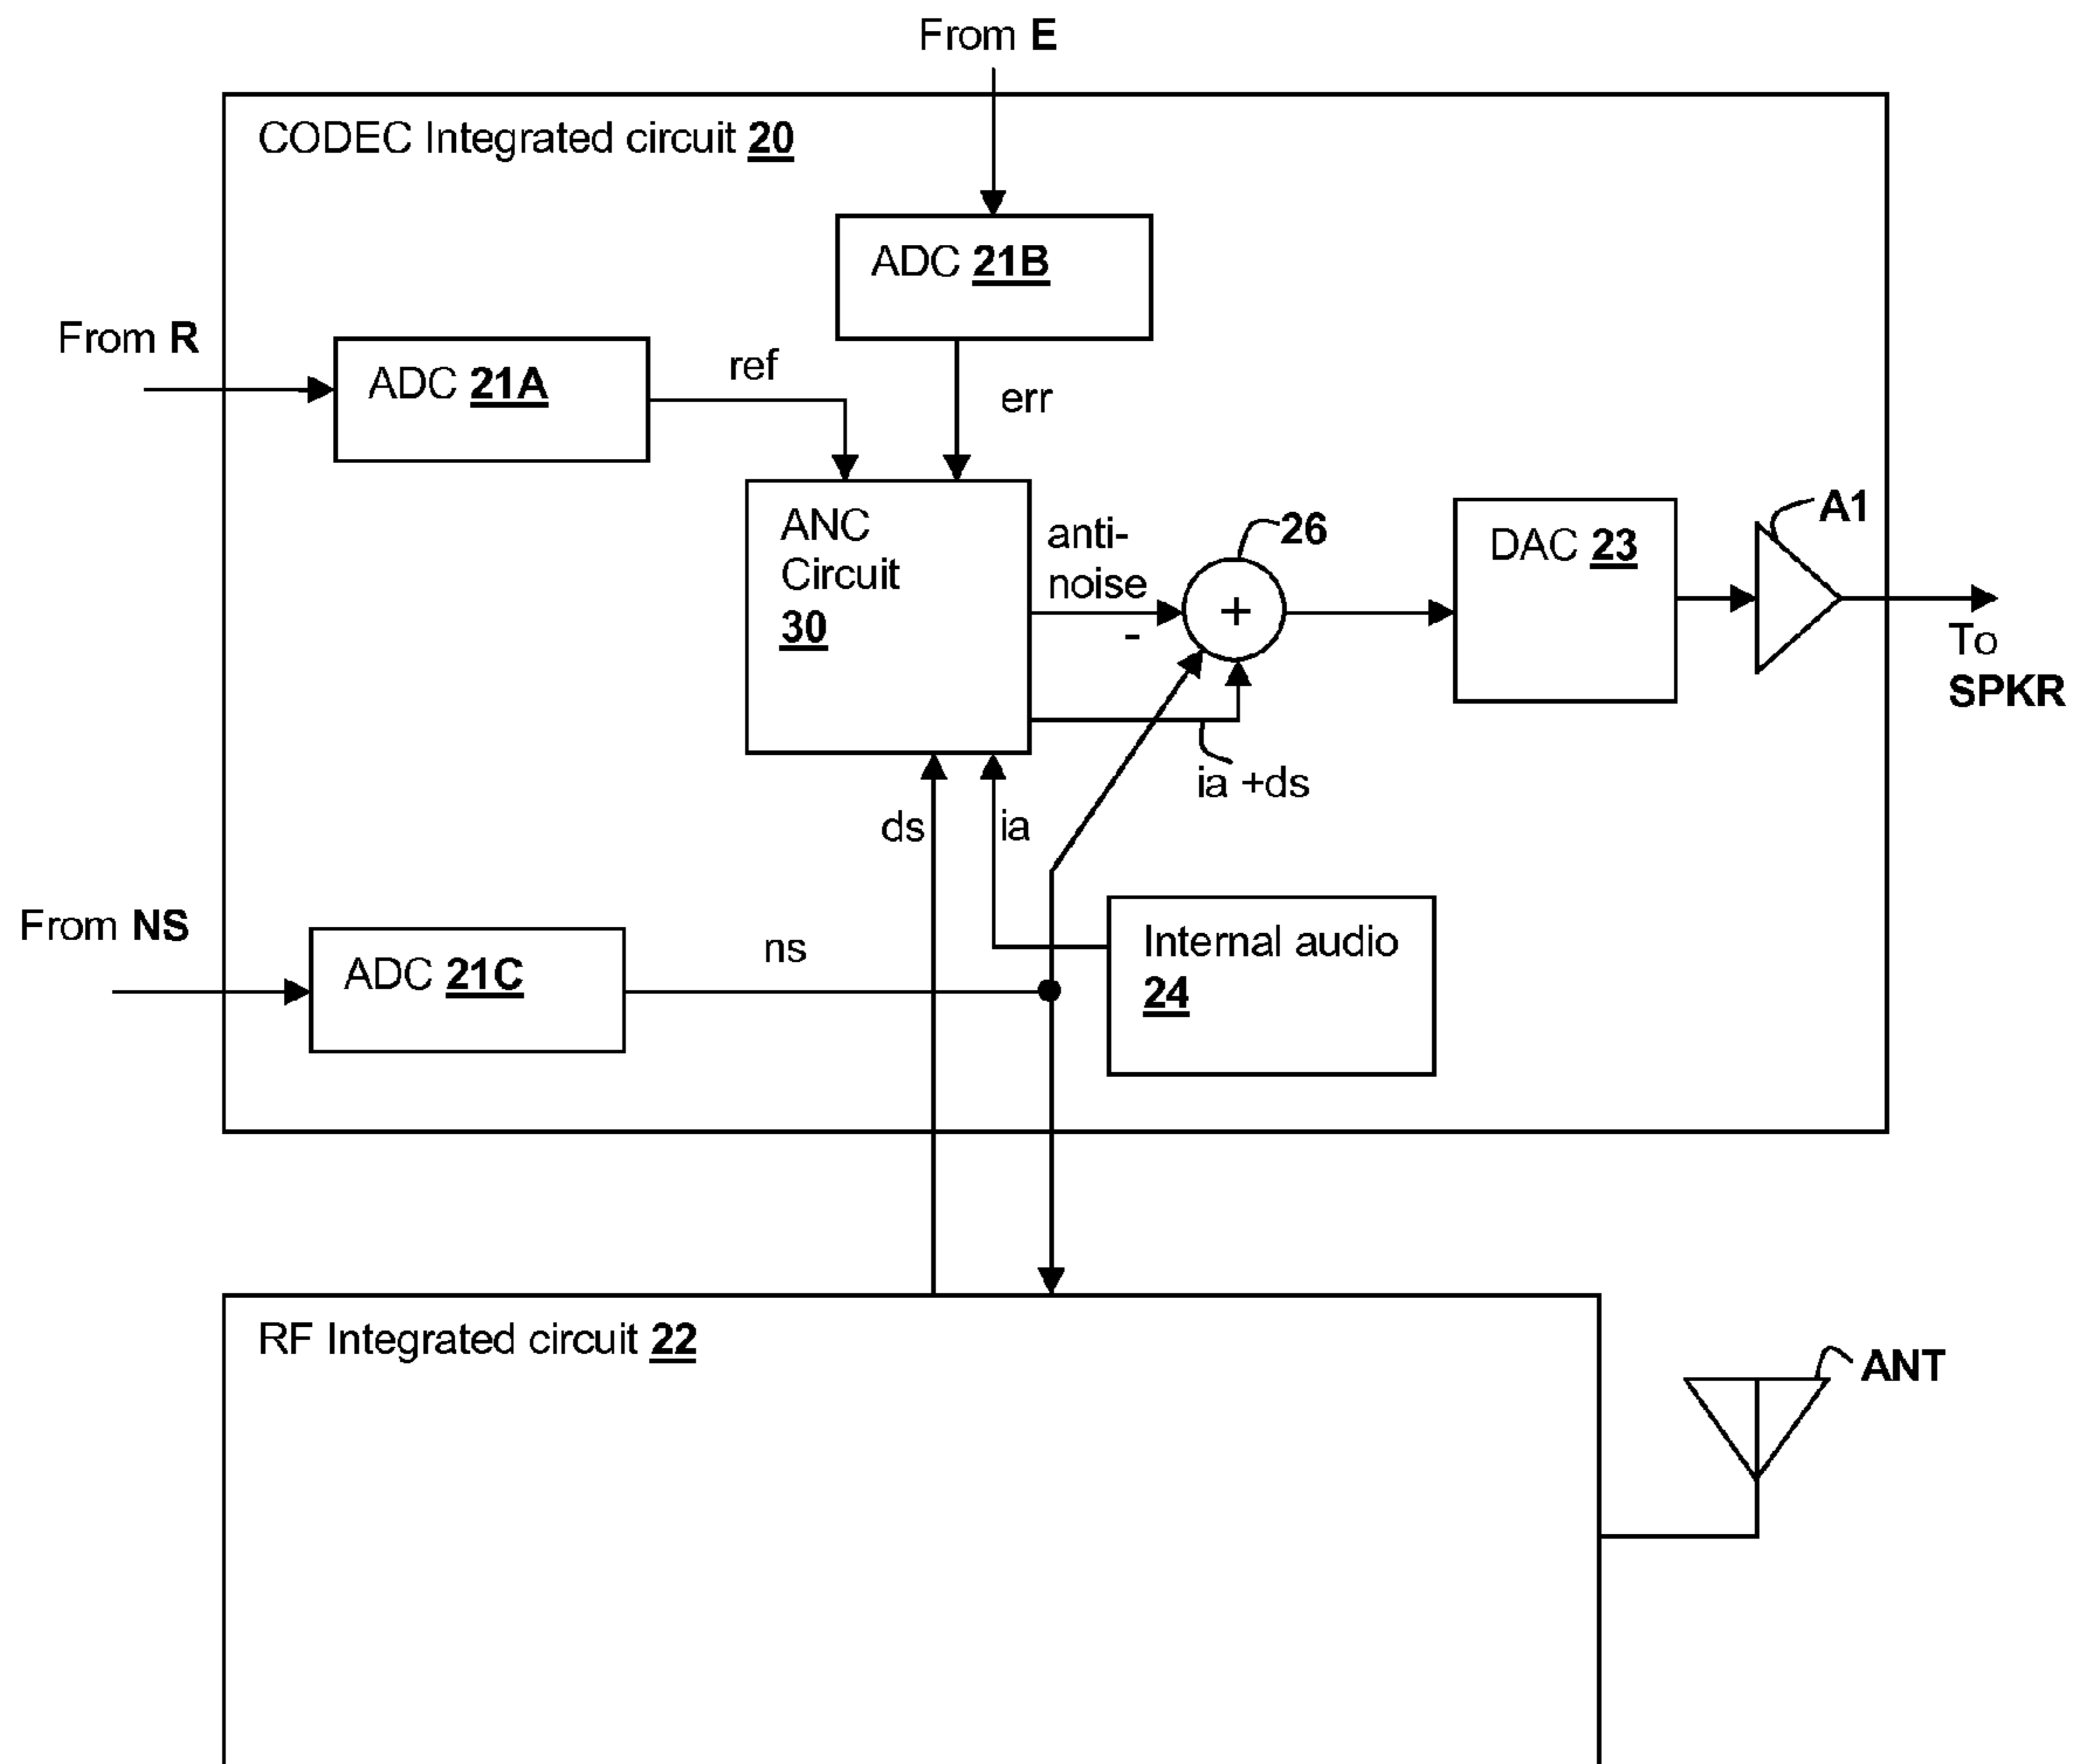 From E
CODEC Integrated circuit 20
ADC 21B
From R
ADC 21A
ref
err
ANC
Circuit
30
anti-
noise
-
26
+
DAC 23
A1
To
SPKR
ia +ds
ds
ia
From NS
ADC 21C
ns
Internal audio
24
RF Integrated circuit 22
ANT